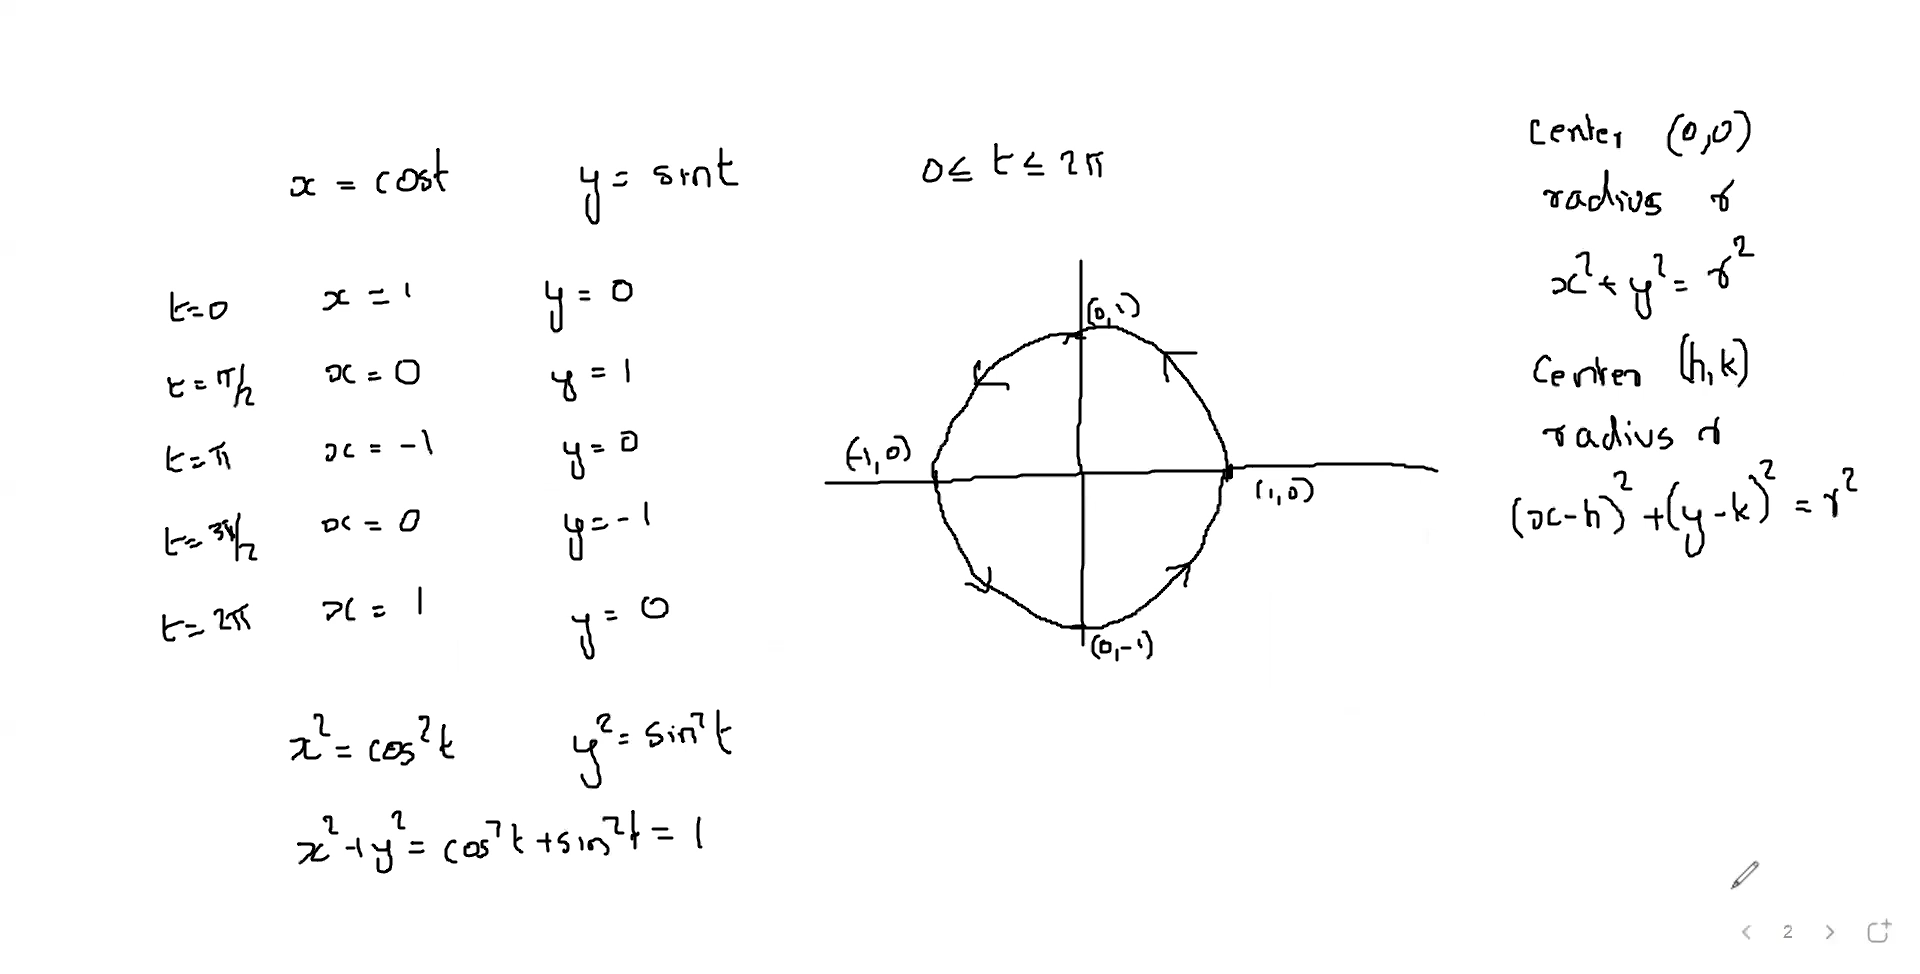 x = cost y = sint 0 ≤ t ≤ 2π
t=0 x = 1 y = 0
t = π/2 x = 0 y = 1
t = π x = -1 y = 0
t = 3π/2 x = 0 y = -1
t = 2π x = 1 y = 0
x² = cos²t y² = sin²t
x² + y² = cos²t + sin²t = 1
(0,1)
(-1,0)
(1,0)
(0,-1)
Center (0,0)
radius r
x² + y² = r²
Center (h,k)
radius r
(x-h)² + (y-k)² = r²
2